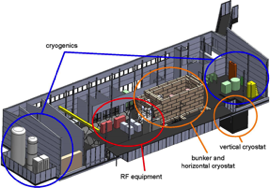 cryogenics
vertical cryostat
bunker and
horizontal cryostat
RF equipment